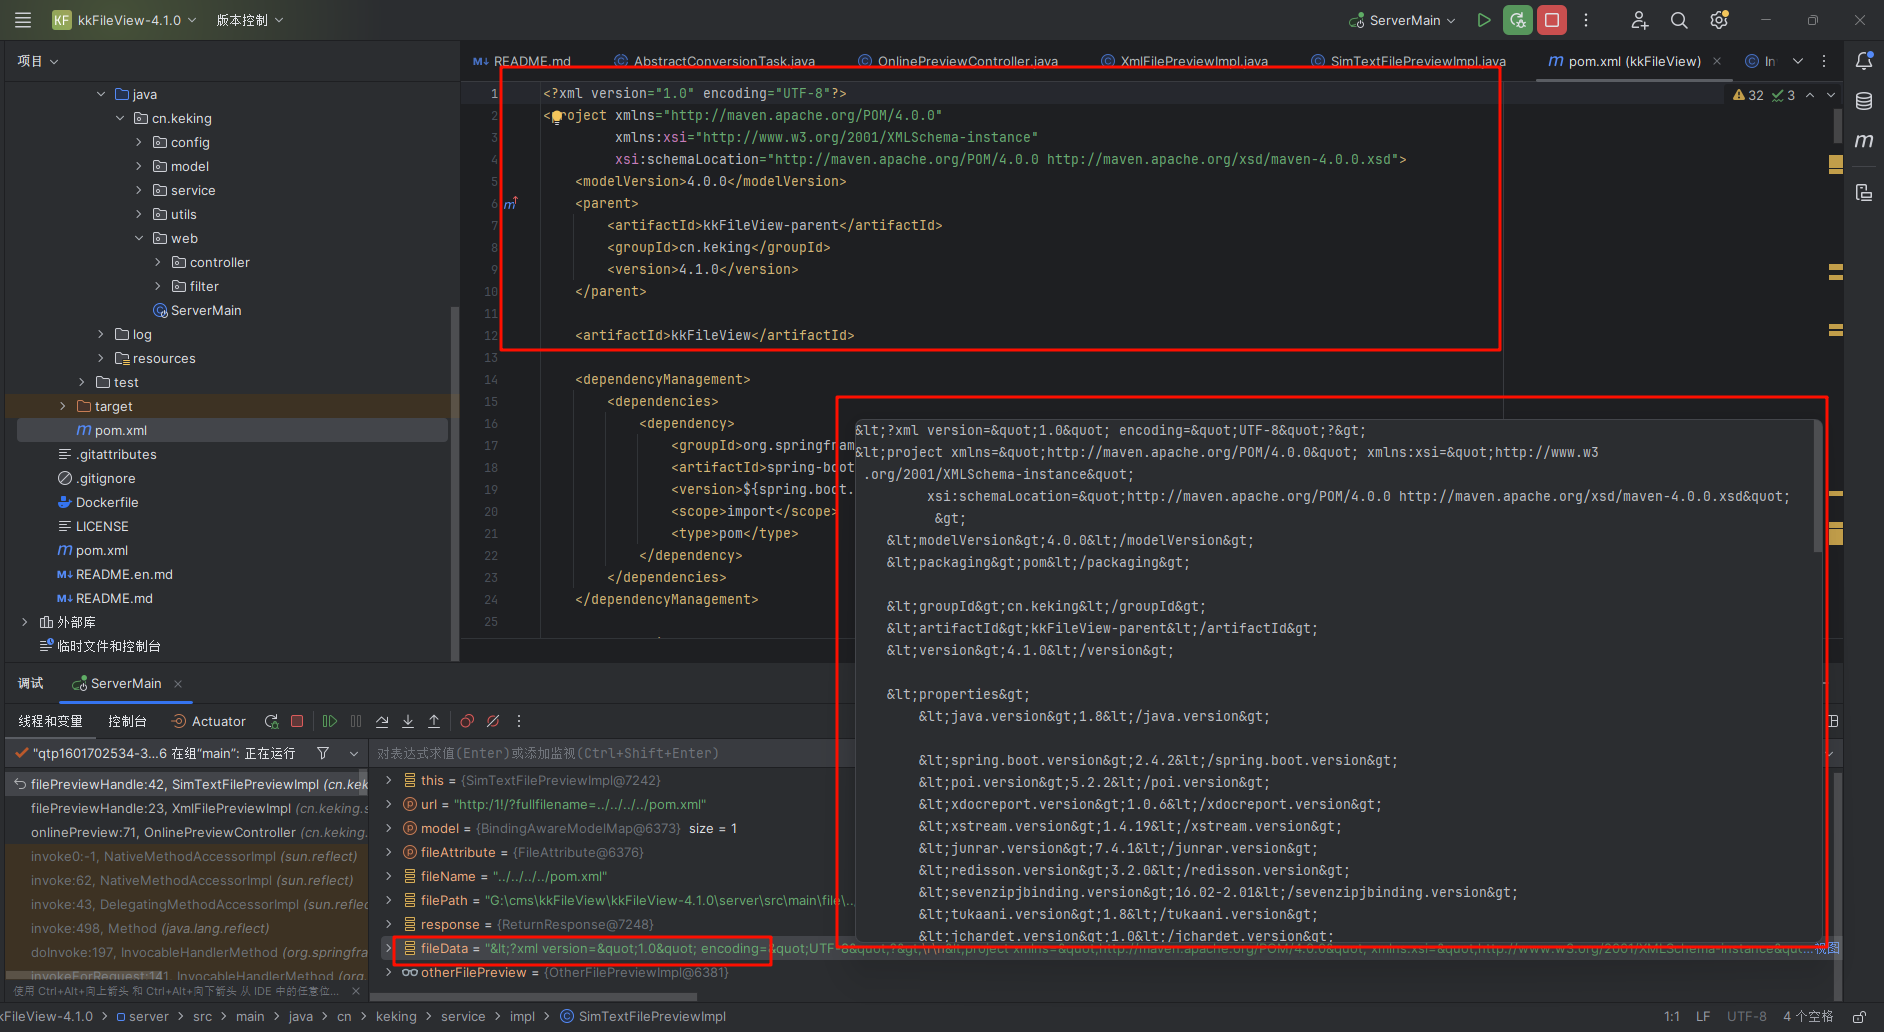 KF kkFileView-4.1.0 版本控制 ServerMain
项目
README.md AbstractConversionTask.java OnlinePreviewController.java XmlFilePreviewImpl.java SimTextFilePreviewImpl.java pom.xml (kkFileView) In
java
cn.keking
config
model
service
utils
web
controller
filter
ServerMain
log
resources
test
target
pom.xml
.gitattributes
.gitignore
Dockerfile
LICENSE
pom.xml
README.en.md
README.md
外部库
临时文件和控制台
32 3
1 <?xml version="1.0" encoding="UTF-8"?>
2 <project xmlns="http://maven.apache.org/POM/4.0.0"
3 xmlns:xsi="http://www.w3.org/2001/XMLSchema-instance"
4 xsi:schemaLocation="http://maven.apache.org/POM/4.0.0 http://maven.apache.org/xsd/maven-4.0.0.xsd">
5 <modelVersion>4.0.0</modelVersion>
6 <parent>
7 <artifactId>kkFileView-parent</artifactId>
8 <groupId>cn.keking</groupId>
9 <version>4.1.0</version>
10 </parent>
11
12 <artifactId>kkFileView</artifactId>
13
14 <dependencyManagement>
15 <dependencies>
16 <dependency>
17 <groupId>org.springfram
18 <artifactId>spring-boot
19 <version>${spring.boot.
20 <scope>import</scope>
21 <type>pom</type>
22 </dependency>
23 </dependencies>
24 </dependencyManagement>
25
&lt;?xml version=&quot;1.0&quot; encoding=&quot;UTF-8&quot;?&gt;
&lt;project xmlns=&quot;http://maven.apache.org/POM/4.0.0&quot; xmlns:xsi=&quot;http://www.w3
.org/2001/XMLSchema-instance&quot;
xsi:schemaLocation=&quot;http://maven.apache.org/POM/4.0.0 http://maven.apache.org/xsd/maven-4.0.0.xsd&quot;
&gt;
&lt;modelVersion&gt;4.0.0&lt;/modelVersion&gt;
&lt;packaging&gt;pom&lt;/packaging&gt;
&lt;groupId&gt;cn.keking&lt;/groupId&gt;
&lt;artifactId&gt;kkFileView-parent&lt;/artifactId&gt;
&lt;version&gt;4.1.0&lt;/version&gt;
&lt;properties&gt;
&lt;java.version&gt;1.8&lt;/java.version&gt;
&lt;spring.boot.version&gt;2.4.2&lt;/spring.boot.version&gt;
&lt;poi.version&gt;5.2.2&lt;/poi.version&gt;
&lt;xdocreport.version&gt;1.0.6&lt;/xdocreport.version&gt;
&lt;xstream.version&gt;1.4.19&lt;/xstream.version&gt;
&lt;junrar.version&gt;7.4.1&lt;/junrar.version&gt;
&lt;redisson.version&gt;3.2.0&lt;/redisson.version&gt;
&lt;sevenzipjbinding.version&gt;16.02-2.01&lt;/sevenzipjbinding.version&gt;
&lt;tukaani.version&gt;1.8&lt;/tukaani.version&gt;
&lt;jchardet.version&gt;1.0&lt;/jchardet.version&gt;
调试 ServerMain
线程和变量 控制台 Actuator
"qtp1601702534-3...6 在组"main": 正在运行
filePreviewHandle:42, SimTextFilePreviewImpl (cn.kek
filePreviewHandle:23, XmlFilePreviewImpl (cn.keking.s
onlinePreview:71, OnlinePreviewController (cn.keking.
invoke0:-1, NativeMethodAccessorImpl (sun.reflect)
invoke:62, NativeMethodAccessorImpl (sun.reflect)
invoke:43, DelegatingMethodAccessorImpl (sun.reflec
invoke:498, Method (java.lang.reflect)
doInvoke:197, InvocableHandlerMethod (org.springfra
invokeForRequest:141, InvocableHandlerMethod (org.
使用 Ctrl+Alt+向上箭头 和 Ctrl+Alt+向下箭头 从 IDE 中的任意位...
对表达式求值(Enter)或添加监视(Ctrl+Shift+Enter)
this = {SimTextFilePreviewImpl@7242}
url = "http:/1!/?fullfilename=../../../../pom.xml"
model = {BindingAwareModelMap@6373} size = 1
fileAttribute = {FileAttribute@6376}
fileName = "../../../../pom.xml"
filePath = "G:\cms\kkFileView\kkFileView-4.1.0\server\src\main\file\..
response = {ReturnResponse@7248}
fileData = "&lt;?xml version=&quot;1.0&quot; encoding=&quot;UTF-8&quot;?&gt;\r\n&lt;project xmlns=&quot;http://maven.apache.org/POM/4.0.0&quot; xmlns:xsi=&quot;http://www.w3.org/2001/XMLSchema-instance&quot;... 视图
otherFilePreview = {OtherFilePreviewImpl@6381}
kFileView-4.1.0 > server > src > main > java > cn > keking > service > impl > SimTextFilePreviewImpl
1:1 LF UTF-8 4 个空格